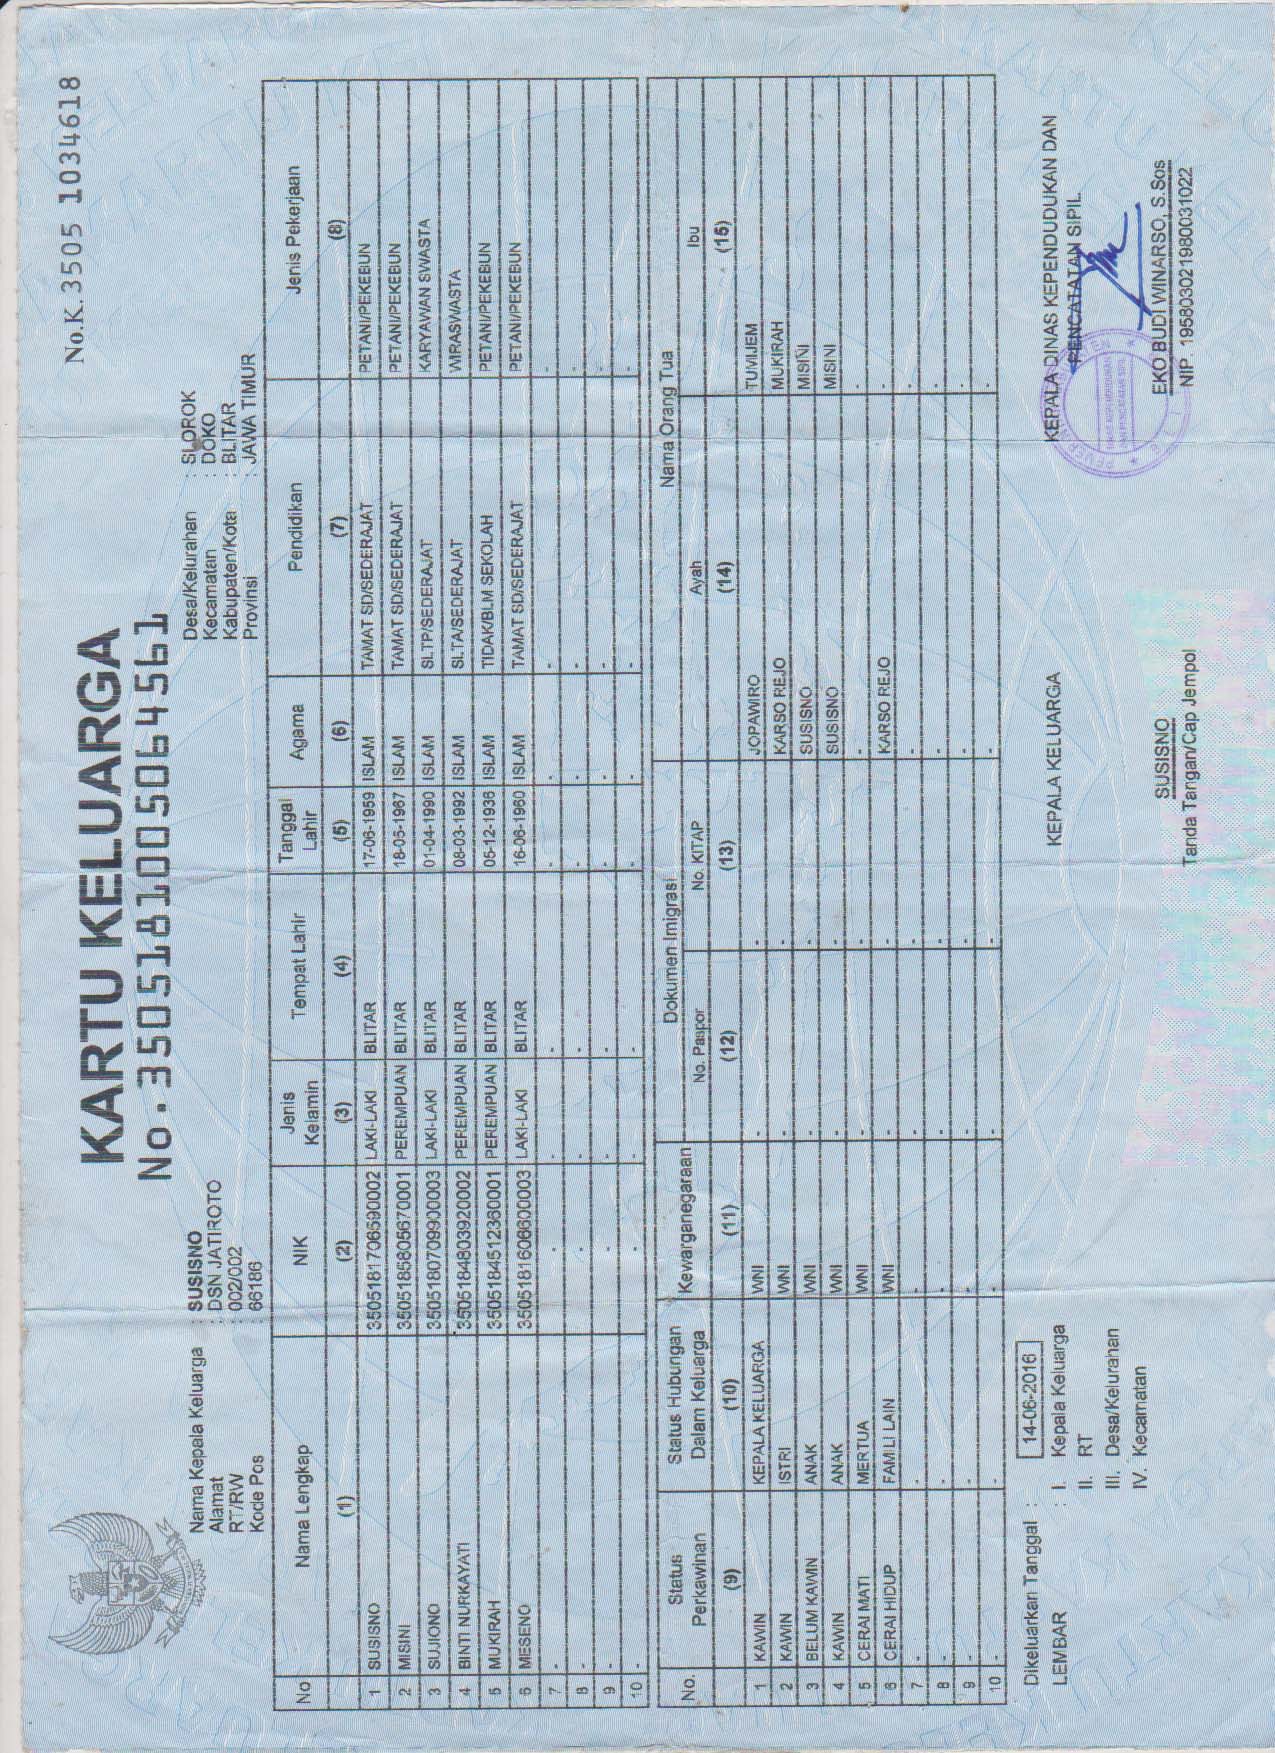 No.K. 3505 1034618
KARTU KELUARGA
No. 3505181005064561
Nama Kepala Keluarga : SUSISNO
Alamat : DSN JATIROTO
RT/RW : 002/002
Kode Pos : 66186
Desa/Kelurahan : SLOROK
Kecamatan : DOKO
Kabupaten/Kota : BLITAR
Provinsi : JAWA TIMUR
No Nama Lengkap NIK Jenis Kelamin Tempat Lahir Tanggal Lahir Agama Pendidikan Jenis Pekerjaan
(1) (2) (3) (4) (5) (6) (7) (8)
1 SUSISNO 3505181706590002 LAKI-LAKI BLITAR 17-06-1959 ISLAM TAMAT SD/SEDERAJAT PETANI/PEKEBUN
2 MISINI 3505185805670001 PEREMPUAN BLITAR 18-05-1967 ISLAM TAMAT SD/SEDERAJAT PETANI/PEKEBUN
3 SUJIONO 3505180709900003 LAKI-LAKI BLITAR 01-04-1990 ISLAM SLTP/SEDERAJAT KARYAWAN SWASTA
4 BINTI NURKAYATI 3505184803920002 PEREMPUAN BLITAR 08-03-1992 ISLAM SLTA/SEDERAJAT WIRASWASTA
5 MUKIRAH 3505184512360001 PEREMPUAN BLITAR 05-12-1936 ISLAM TIDAK/BLM SEKOLAH PETANI/PEKEBUN
6 MESENO 3505181606600003 LAKI-LAKI BLITAR 16-06-1960 ISLAM TAMAT SD/SEDERAJAT PETANI/PEKEBUN
7 - - - - - - - -
8 - - - - - - - -
9 - - - - - - - -
10 - - - - - - - -
No. Status Perkawinan Status Hubungan Dalam Keluarga Kewarganegaraan Dokumen Imigrasi Nama Orang Tua
No. Paspor No. KITAP Ayah Ibu
(9) (10) (11) (12) (13) (14) (15)
1 KAWIN KEPALA KELUARGA WNI - - JOPAWIRO TUMIJEM
2 KAWIN ISTRI WNI - - KARSO REJO MUKIRAH
3 BELUM KAWIN ANAK WNI - - SUSISNO MISINI
4 KAWIN ANAK WNI - - SUSISNO MISINI
5 CERAI MATI MERTUA WNI - - - -
6 CERAI HIDUP FAMILI LAIN WNI - - KARSO REJO -
7 - - - - - - -
8 - - - - - - -
9 - - - - - - -
10 - - - - - - -
Dikeluarkan Tanggal : 14-06-2016
LEMBAR : I. Kepala Keluarga
II. RT
III. Desa/Kelurahan
IV. Kecamatan
KEPALA KELUARGA
SUSISNO
Tanda Tangan/Cap Jempol
KEPALA DINAS KEPENDUDUKAN DAN
PENCATATAN SIPIL
DINAS KEPENDUDUKAN
DAN PENCATATAN SIPIL
EKO BUDI WINARSO, S.Sos
NIP. 195803021980031022